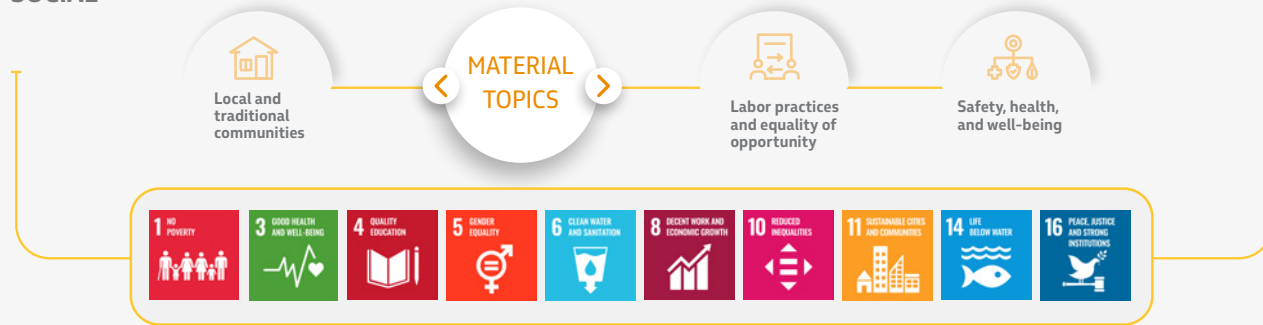 SOCIAL
Local and
traditional
communities
MATERIAL
TOPICS
Labor practices
and equality of
opportunity
Safety, health,
and well-being
1 NO
POVERTY
3 GOOD HEALTH
AND WELL-BEING
4 QUALITY
EDUCATION
5 GENDER
EQUALITY
6 CLEAN WATER
AND SANITATION
8 DECENT WORK AND
ECONOMIC GROWTH
10 REDUCED
INEQUALITIES
11 SUSTAINABLE CITIES
AND COMMUNITIES
14 LIFE
BELOW WATER
16 PEACE, JUSTICE
AND STRONG
INSTITUTIONS